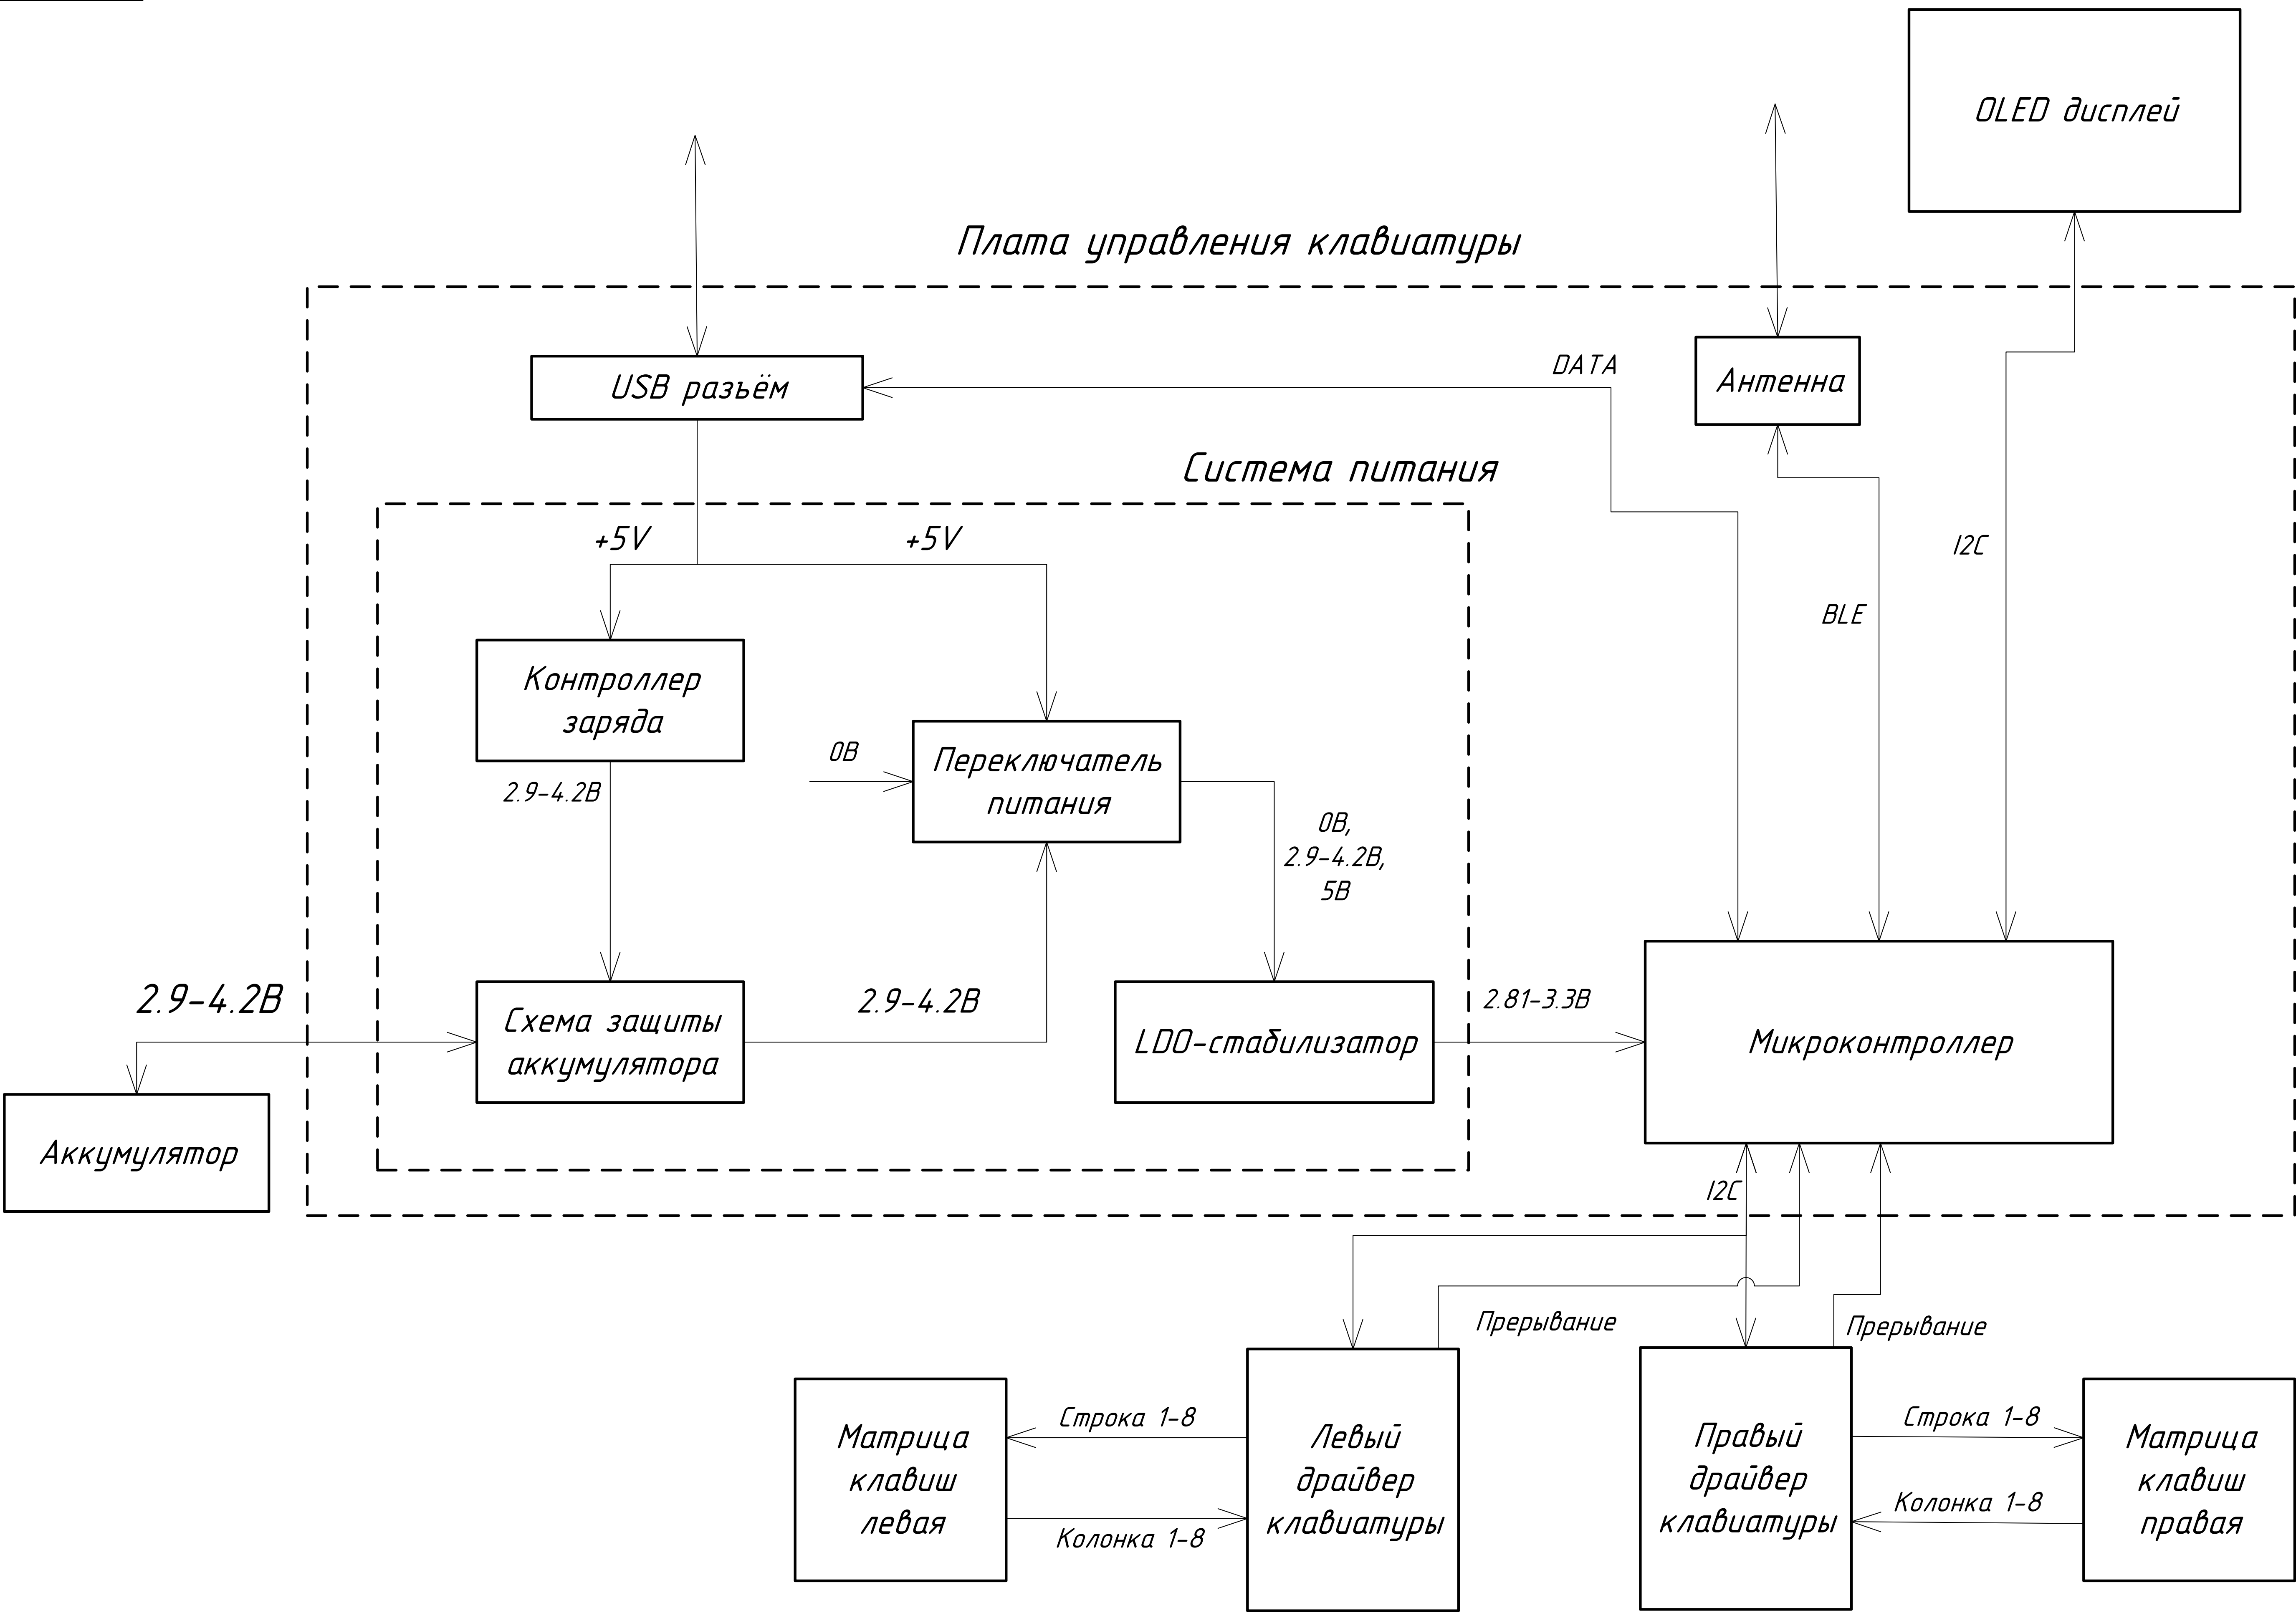 OLED дисплей
Плата управления клавиатуры
USB разъём
DATA
Антенна
Система питания
+5V
+5V
I2C
BLE
Контроллер
заряда
2.9-4.2В
0В
Переключатель
питания
0В,
2.9-4.2В,
5В
2.9-4.2В
Схема защиты
аккумулятора
2.9-4.2В
LDO-стабилизатор
2.81-3.3В
Микроконтроллер
Аккумулятор
I2C
Прерывание
Прерывание
Матрица
клавиш
левая
Строка 1-8
Колонка 1-8
Левый
драйвер
клавиатуры
Правый
драйвер
клавиатуры
Строка 1-8
Колонка 1-8
Матрица
клавиш
правая